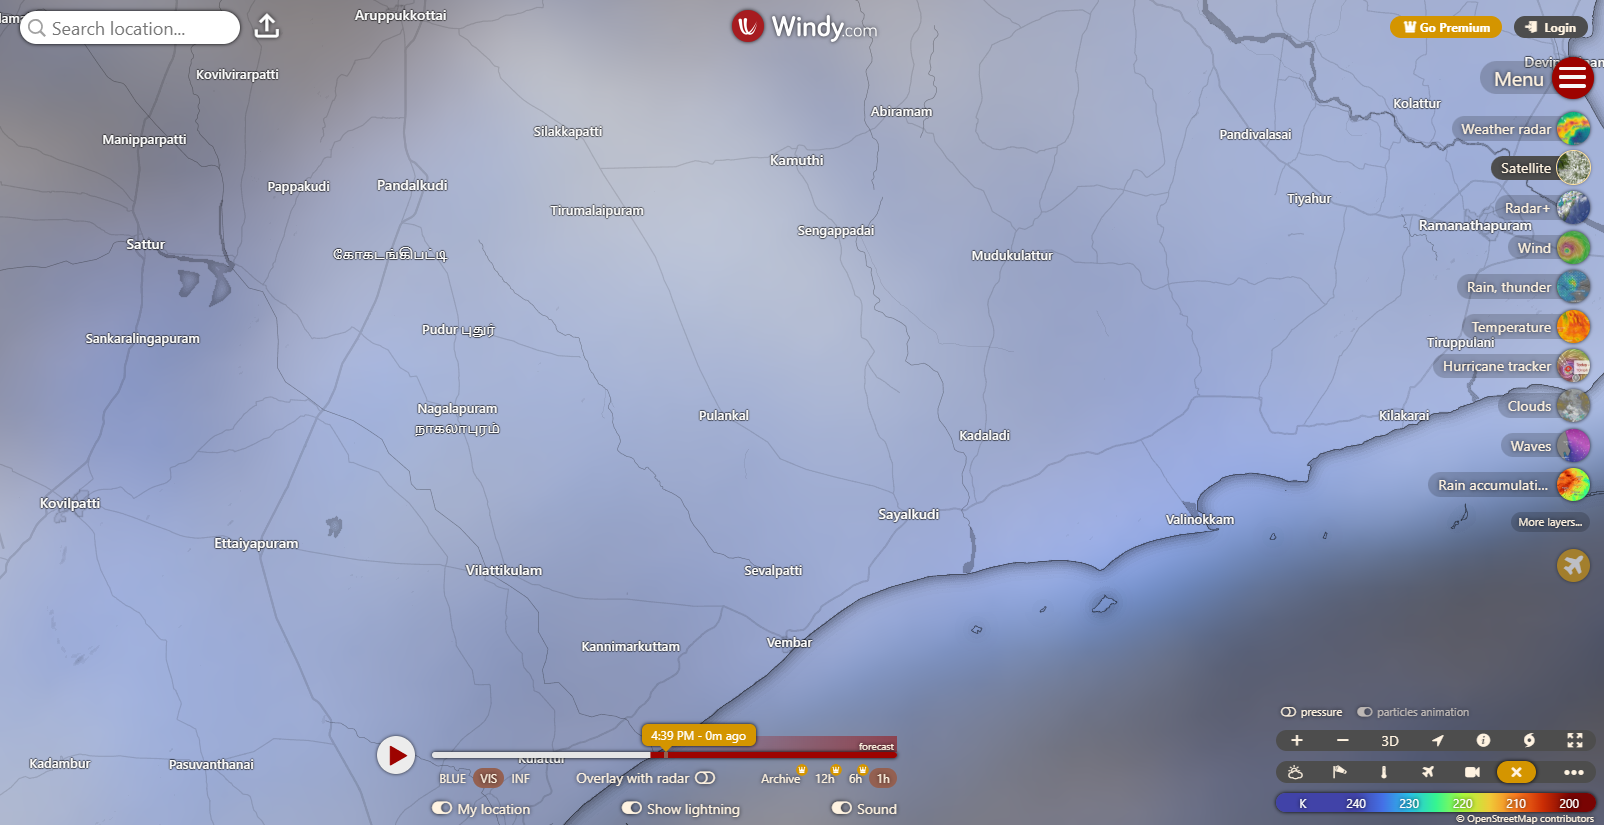 Search location...
Aruppukkottai
Windy.com
Go Premium
Login
Menu
Kovilvirarpatti
Kolattur
Abiramam
Weather radar
Silakkapatti
Manipparpatti
Pandivalasai
Kamuthi
Satellite
Pappakudi
Pandalkudi
Tiyahur
Tirumalaipuram
Radar+
Ramanathapuram
Sengappadai
Sattur
Wind
கோகடங்கிபட்டி
Mudukulattur
Rain, thunder
Pudur புதூர்
Temperature
Sankaralingapuram
Tiruppulani
Hurricane tracker
Nagalapuram
நாகலாபுரம்
Clouds
Pulankal
Kilakarai
Kadaladi
Waves
Rain accumulati...
Kovilpatti
Sayalkudi
Valinokkam
More layers...
Ettaiyapuram
Vilattikulam
Sevalpatti
Kannimarkuttam
Vembar
pressure
particles animation
4:39 PM - 0m ago
3D
forecast
Kulattur
Kadambur
Pasuvanthanai
BLUE VIS INF
Overlay with radar
Archive 12h 6h 1h
My location
Show lightning
Sound
K 240 230 220 210 200
© OpenStreetMap contributors